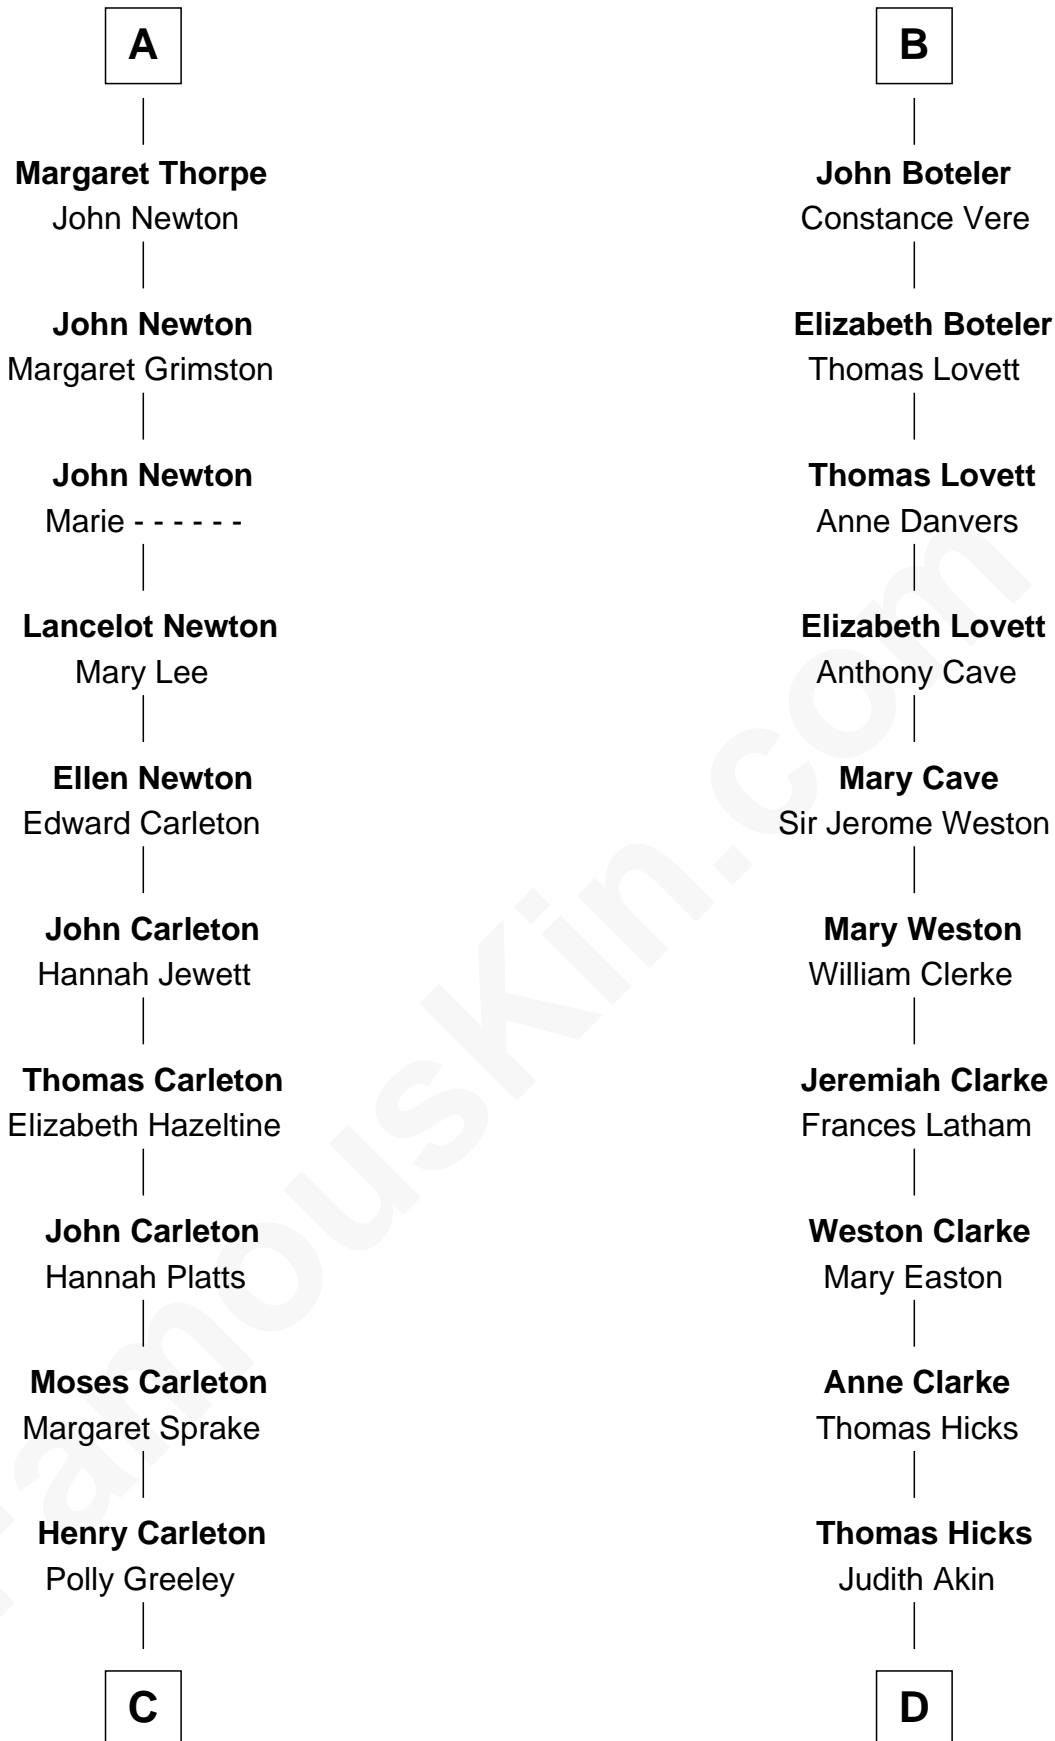 A
Margaret Thorpe
John Newton
John Newton
Margaret Grimston
John Newton
Marie - - - - - -
Lancelot Newton
Mary Lee
Ellen Newton
Edward Carleton
John Carleton
Hannah Jewett
Thomas Carleton
Elizabeth Hazeltine
John Carleton
Hannah Platts
Moses Carleton
Margaret Sprake
Henry Carleton
Polly Greeley
C
B
John Boteler
Constance Vere
Elizabeth Boteler
Thomas Lovett
Thomas Lovett
Anne Danvers
Elizabeth Lovett
Anthony Cave
Mary Cave
Sir Jerome Weston
Mary Weston
William Clerke
Jeremiah Clarke
Frances Latham
Weston Clarke
Mary Easton
Anne Clarke
Thomas Hicks
Thomas Hicks
Judith Akin
D
FamousKin.com